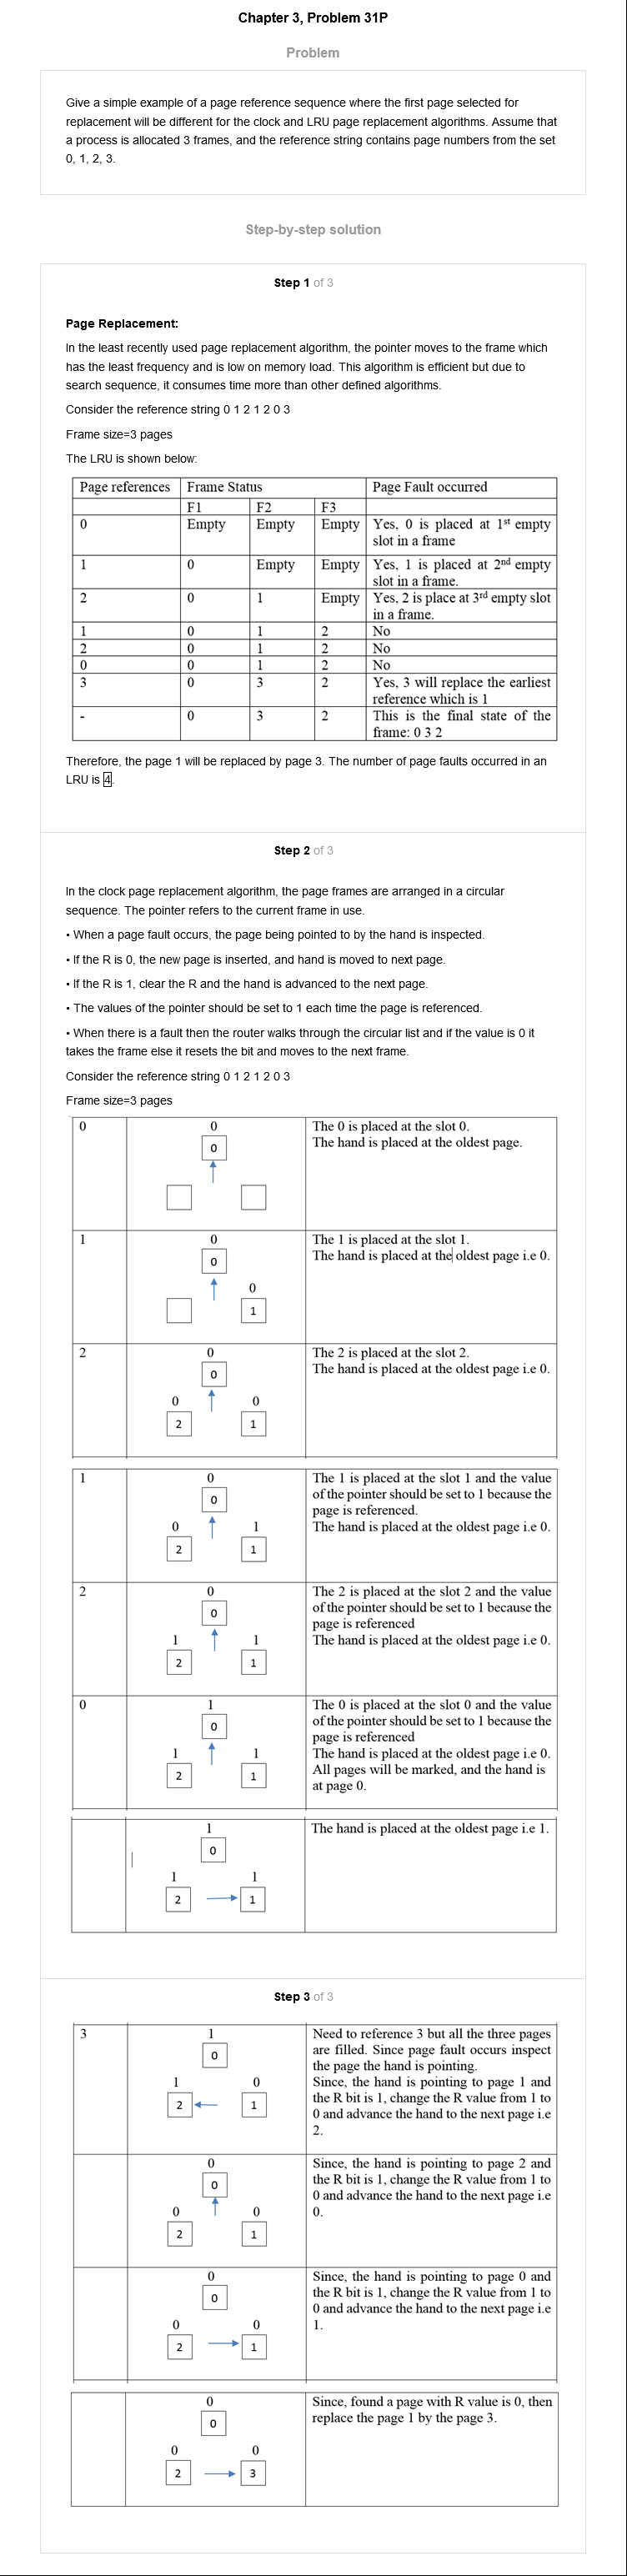 Chapter 3, Problem 31P
Problem
Give a simple example of a page reference sequence where the first page selected for
replacement will be different for the clock and LRU page replacement algorithms. Assume that
a process is allocated 3 frames, and the reference string contains page numbers from the set
0, 1, 2, 3.
Step-by-step solution
Step 1 of 3
Page Replacement:
In the least recently used page replacement algorithm, the pointer moves to the frame which
has the least frequency and is low on memory load. This algorithm is efficient but due to
search sequence, it consumes time more than other defined algorithms.
Consider the reference string 0 1 2 1 2 0 3
Frame size=3 pages
The LRU is shown below:
Page references Frame Status Page Fault occurred
F1 F2 F3
0 Empty Empty Empty Yes, 0 is placed at 1st empty
slot in a frame
1 0 Empty Empty Yes, 1 is placed at 2nd empty
slot in a frame.
2 0 1 Empty Yes, 2 is place at 3rd empty slot
in a frame.
1 0 1 2 No
2 0 1 2 No
0 0 1 2 No
3 0 3 2 Yes, 3 will replace the earliest
reference which is 1
- 0 3 2 This is the final state of the
frame: 0 3 2
Therefore, the page 1 will be replaced by page 3. The number of page faults occurred in an
LRU is 4.
Step 2 of 3
In the clock page replacement algorithm, the page frames are arranged in a circular
sequence. The pointer refers to the current frame in use.
• When a page fault occurs, the page being pointed to by the hand is inspected.
• If the R is 0, the new page is inserted, and hand is moved to next page.
• If the R is 1, clear the R and the hand is advanced to the next page.
• The values of the pointer should be set to 1 each time the page is referenced.
• When there is a fault then the router walks through the circular list and if the value is 0 it
takes the frame else it resets the bit and moves to the next frame.
Consider the reference string 0 1 2 1 2 0 3
Frame size=3 pages
0 0 The 0 is placed at the slot 0.
0 The hand is placed at the oldest page.
1 0 The 1 is placed at the slot 1.
0 The hand is placed at the oldest page i.e 0.
0
1
2 0 The 2 is placed at the slot 2.
0 The hand is placed at the oldest page i.e 0.
0 0
2 1
1 0 The 1 is placed at the slot 1 and the value
0 of the pointer should be set to 1 because the
page is referenced.
0 1 The hand is placed at the oldest page i.e 0.
2 1
2 0 The 2 is placed at the slot 2 and the value
0 of the pointer should be set to 1 because the
page is referenced
1 1 The hand is placed at the oldest page i.e 0.
2 1
0 1 The 0 is placed at the slot 0 and the value
0 of the pointer should be set to 1 because the
page is referenced
1 1 The hand is placed at the oldest page i.e 0.
2 1 All pages will be marked, and the hand is
at page 0.
1 The hand is placed at the oldest page i.e 1.
0
1 1
2 1
Step 3 of 3
3 1 Need to reference 3 but all the three pages
0 are filled. Since page fault occurs inspect
the page the hand is pointing.
1 0 Since, the hand is pointing to page 1 and
2 1 the R bit is 1, change the R value from 1 to
0 and advance the hand to the next page i.e
2.
0 Since, the hand is pointing to page 2 and
0 the R bit is 1, change the R value from 1 to
0 and advance the hand to the next page i.e
0 0 0.
2 1
0 Since, the hand is pointing to page 0 and
0 the R bit is 1, change the R value from 1 to
0 and advance the hand to the next page i.e
0 0 1.
2 1
0 Since, found a page with R value is 0, then
0 replace the page 1 by the page 3.
0 0
2 3